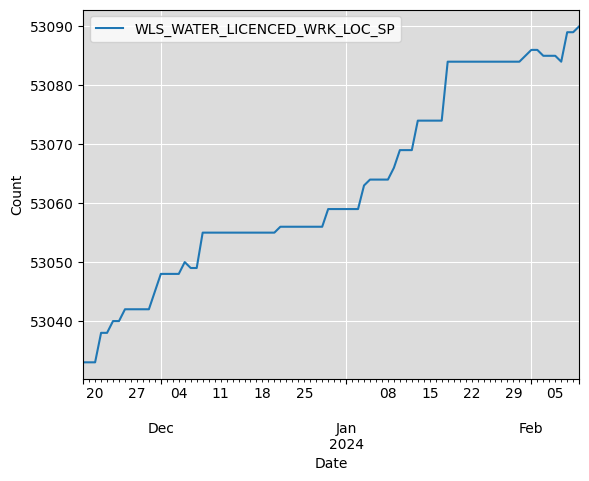 WLS_WATER_LICENCED_WRK_LOC_SP
53090
53080
53070
53060
53050
53040
Count
20 27 04 11 18 25 08 15 22 29 05
Dec Jan Feb
2024
Date